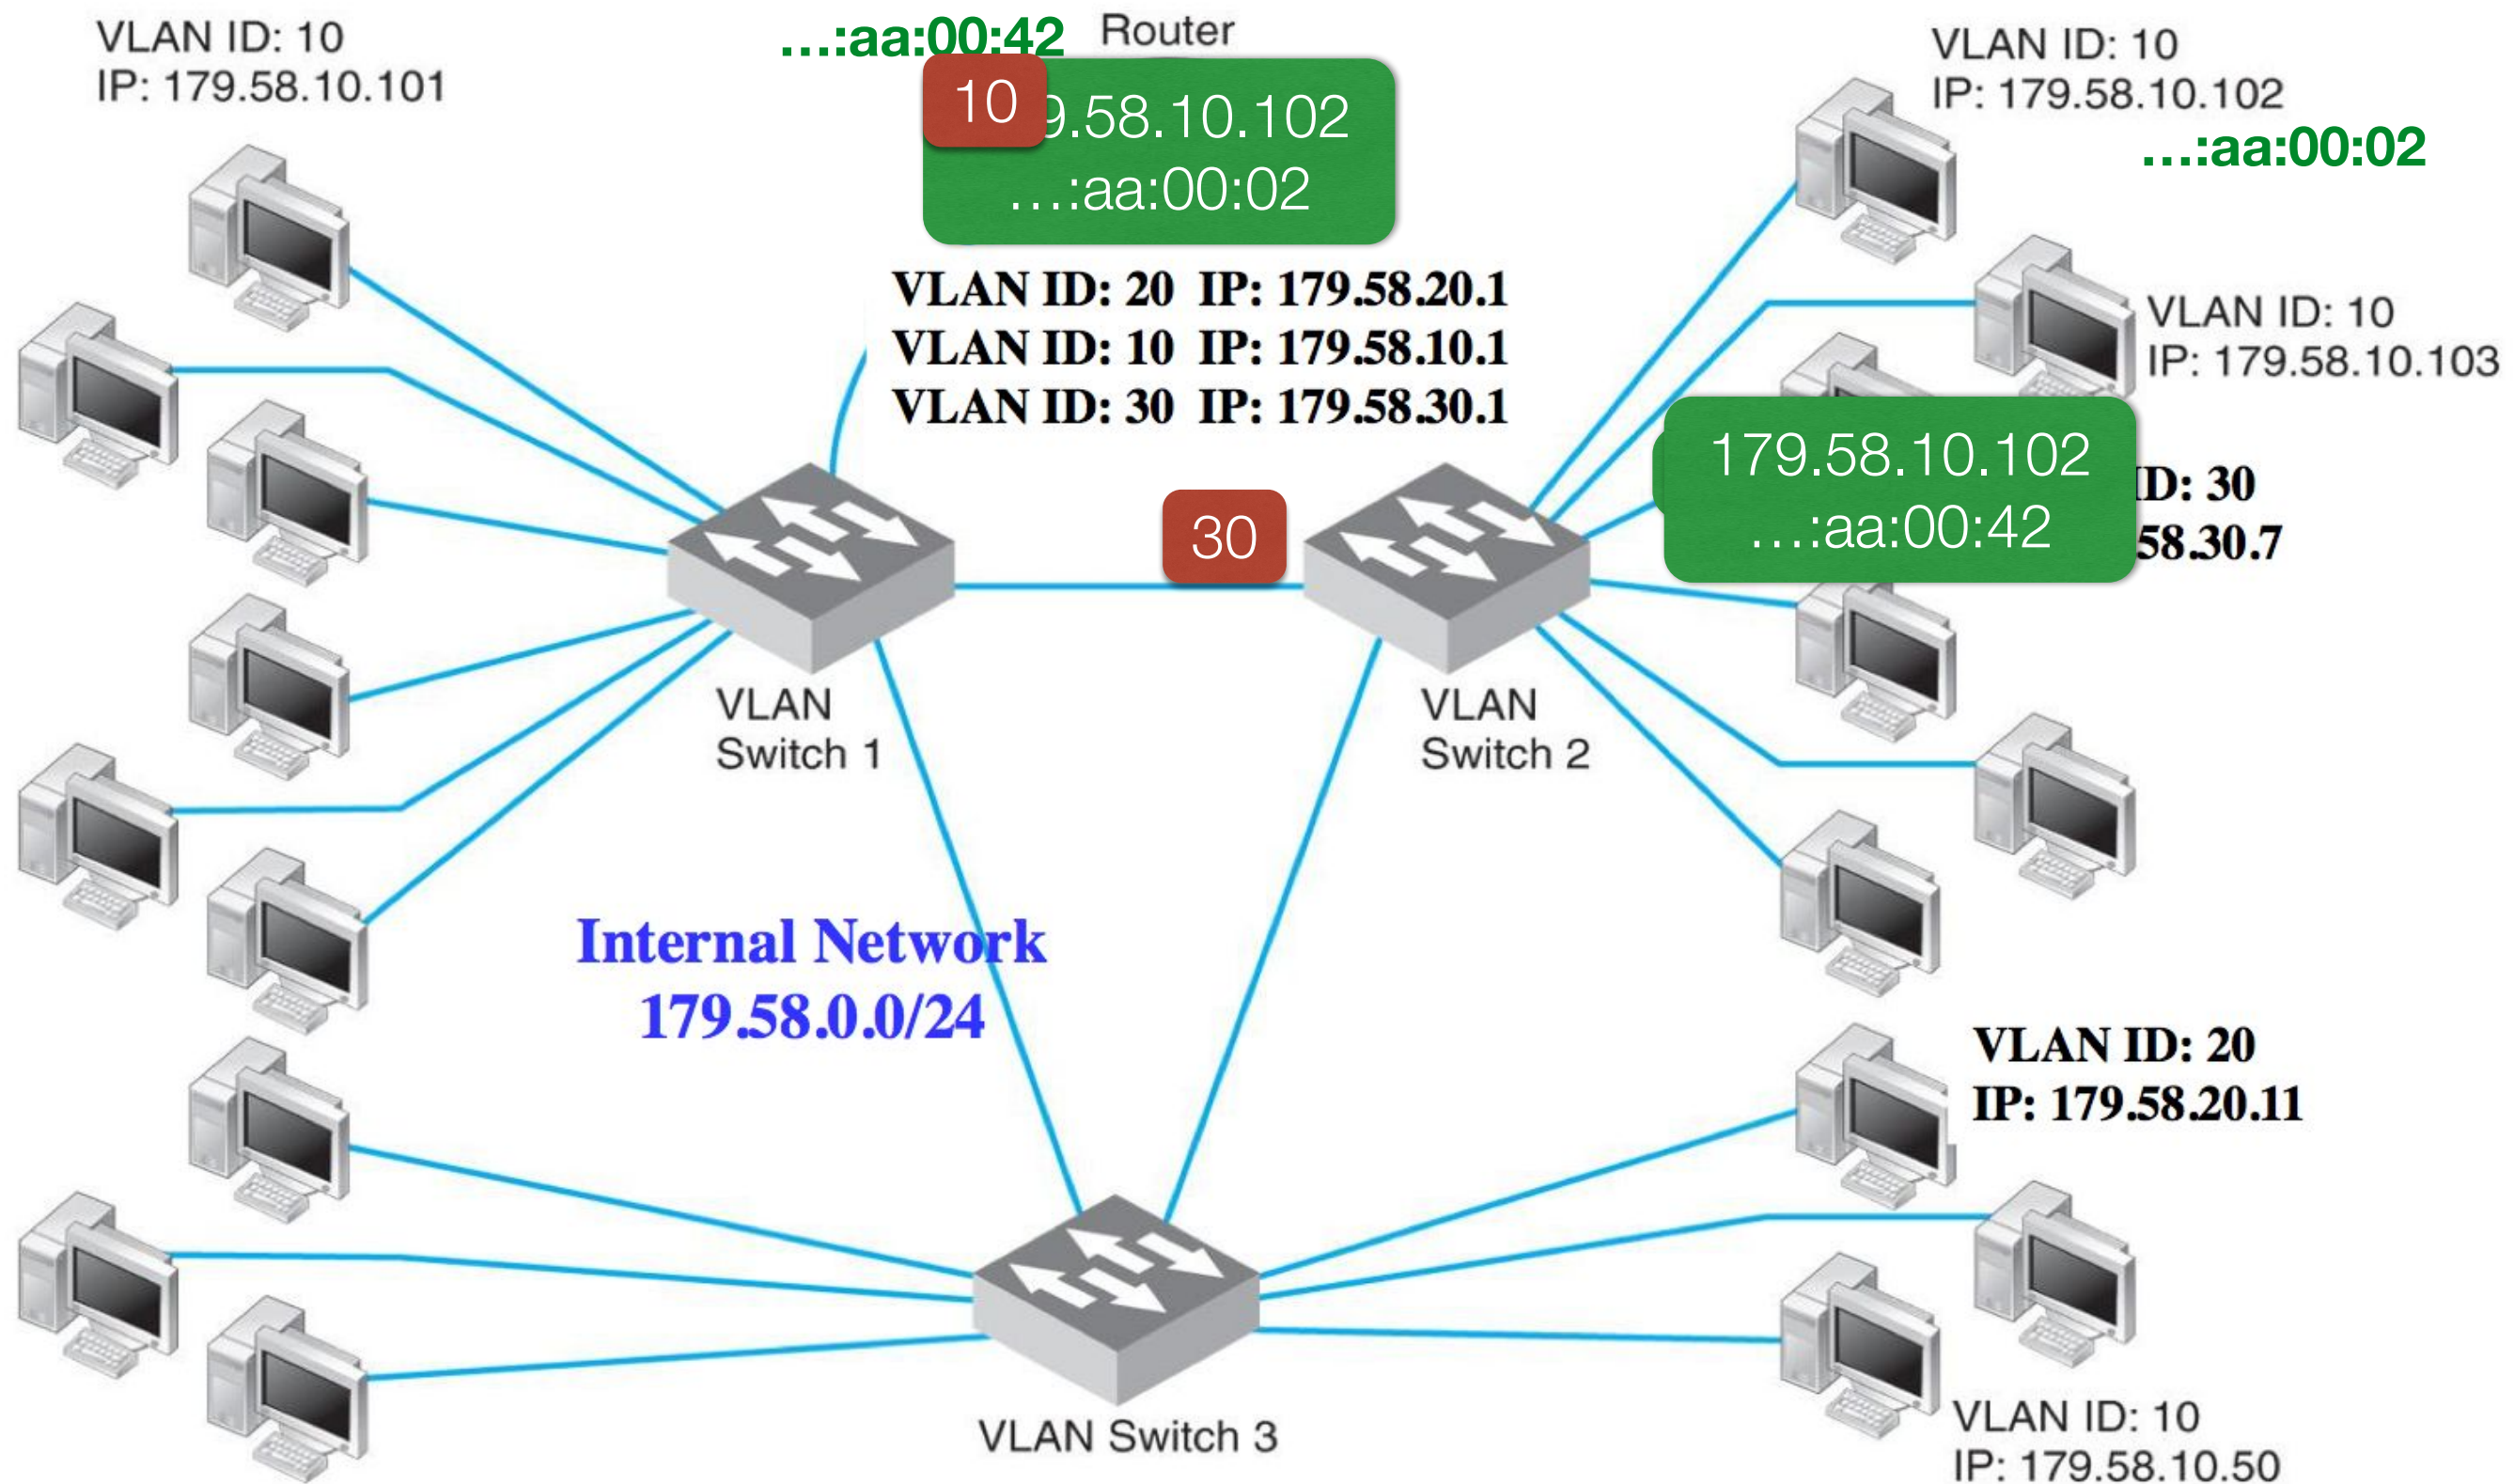 VLAN ID: 10
IP: 179.58.10.101
...:aa:00:42
Router
10
9.58.10.102
...:aa:00:02
VLAN ID: 20 IP: 179.58.20.1
VLAN ID: 10 IP: 179.58.10.1
VLAN ID: 30 IP: 179.58.30.1
VLAN ID: 10
IP: 179.58.10.102
...:aa:00:02
VLAN ID: 10
IP: 179.58.10.103
179.58.10.102
...:aa:00:42
ID: 30
58.30.7
30
VLAN
Switch 1
VLAN
Switch 2
Internal Network
179.58.0.0/24
VLAN ID: 20
IP: 179.58.20.11
VLAN Switch 3
VLAN ID: 10
IP: 179.58.10.50